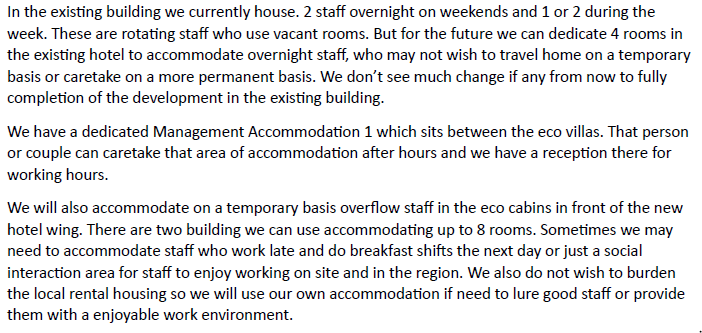 In the existing building we currently house. 2 staff overnight on weekends and 1 or 2 during the
week. These are rotating staff who use vacant rooms. But for the future we can dedicate 4 rooms in
the existing hotel to accommodate overnight staff, who may not wish to travel home on a temporary
basis or caretake on a more permanent basis. We don't see much change if any from now to fully
completion of the development in the existing building.
We have a dedicated Management Accommodation 1 which sits between the eco villas. That person
or couple can caretake that area of accommodation after hours and we have a reception there for
working hours.
We will also accommodate on a temporary basis overflow staff in the eco cabins in front of the new
hotel wing. There are two building we can use accommodating up to 8 rooms. Sometimes we may
need to accommodate staff who work late and do breakfast shifts the next day or just a social
interaction area for staff to enjoy working on site and in the region. We also do not wish to burden
the local rental housing so we will use our own accommodation if need to lure good staff or provide
them with a enjoyable work environment.